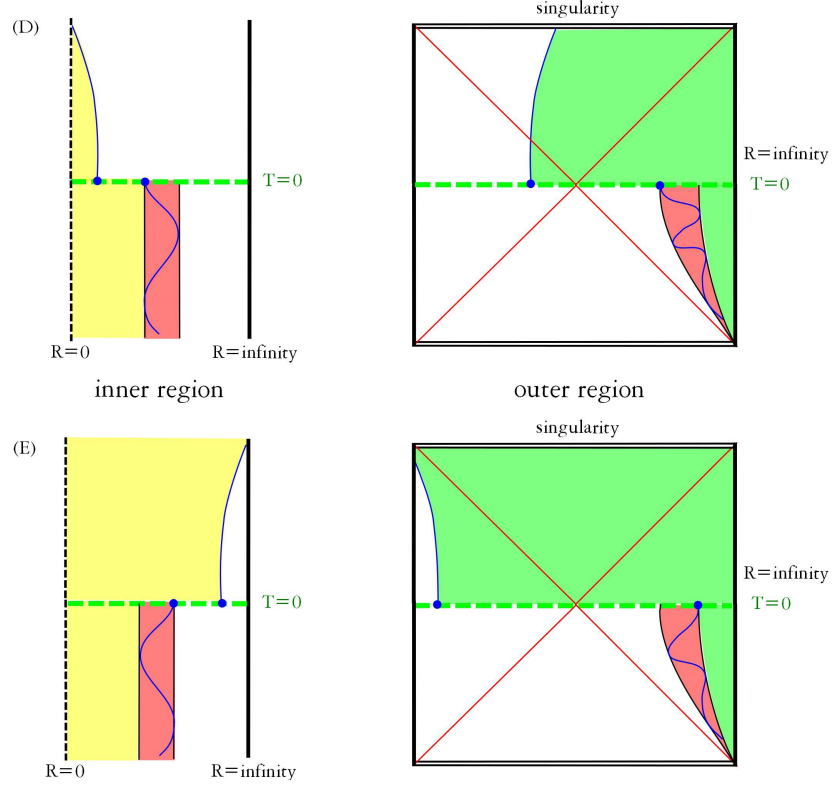 (D)
singularity
R=infinity
T=0
T=0
R=0
R=infinity
inner region
outer region
(E)
singularity
R=infinity
T=0
T=0
R=0
R=infinity